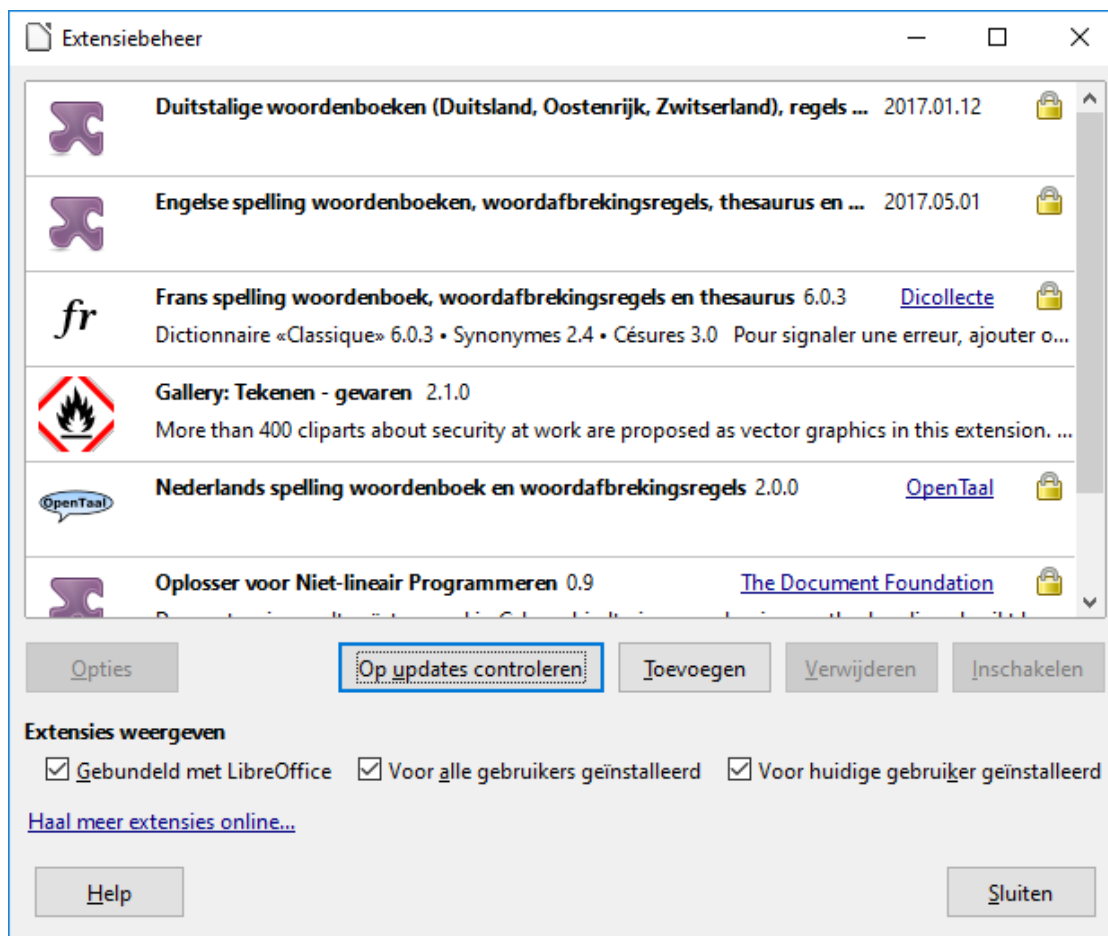 Extensiebeheer
Duitstalige woordenboeken (Duitsland, Oostenrijk, Zwitserland), regels ... 2017.01.12
Engelse spelling woordenboeken, woordafbrekingsregels, thesaurus en ... 2017.05.01
fr
Frans spelling woordenboek, woordafbrekingsregels en thesaurus 6.0.3 Dicollecte
Dictionnaire «Classique» 6.0.3 • Synonymes 2.4 • Césures 3.0 Pour signaler une erreur, ajouter o...
Gallery: Tekenen - gevaren 2.1.0
More than 400 cliparts about security at work are proposed as vector graphics in this extension. ...
OpenTaal
Nederlands spelling woordenboek en woordafbrekingsregels 2.0.0 OpenTaal
Oplosser voor Niet-lineair Programmeren 0.9 The Document Foundation
Opties Op updates controleren Toevoegen Verwijderen Inschakelen
Extensies weergeven
Gebundeld met LibreOffice Voor alle gebruikers geïnstalleerd Voor huidige gebruiker geïnstalleerd
Haal meer extensies online...
Help Sluiten